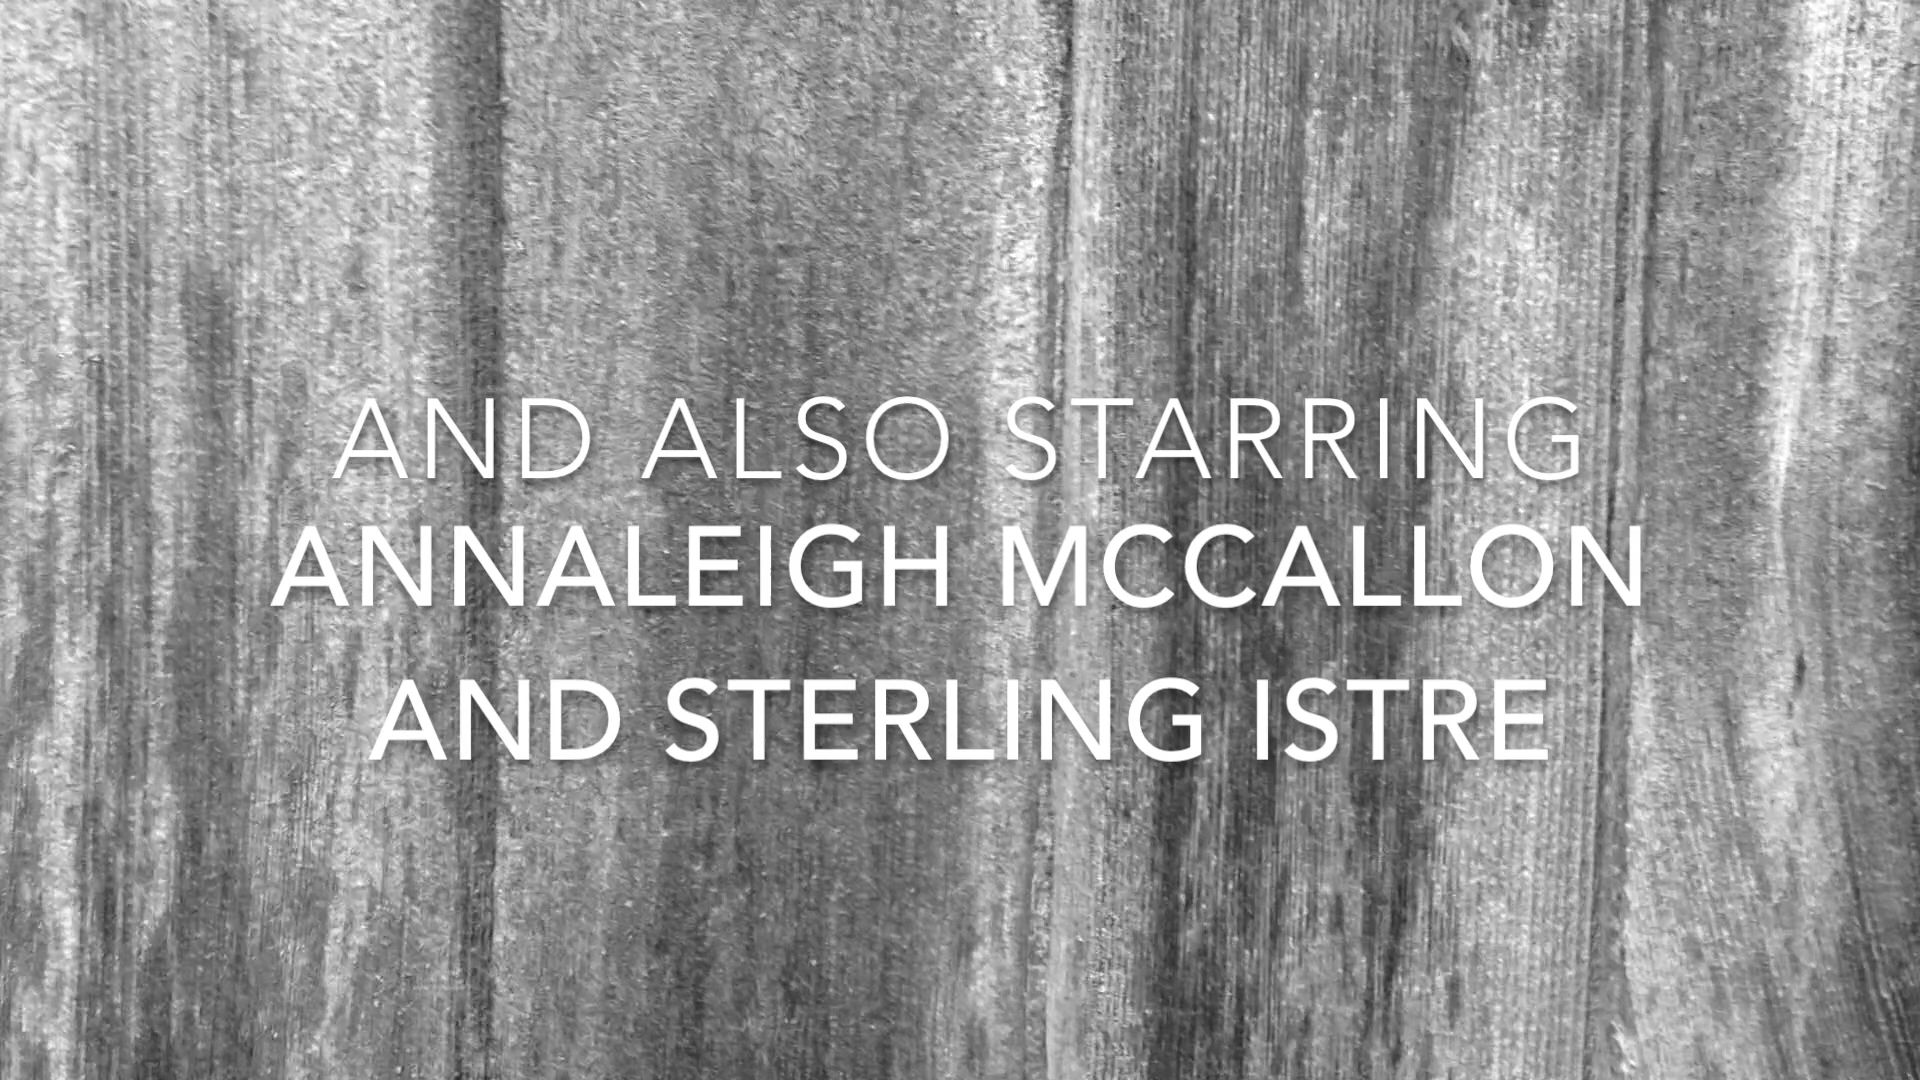 AND ALSO STARRING
ANNALEIGH MCCALLON
AND STERLING ISTRE